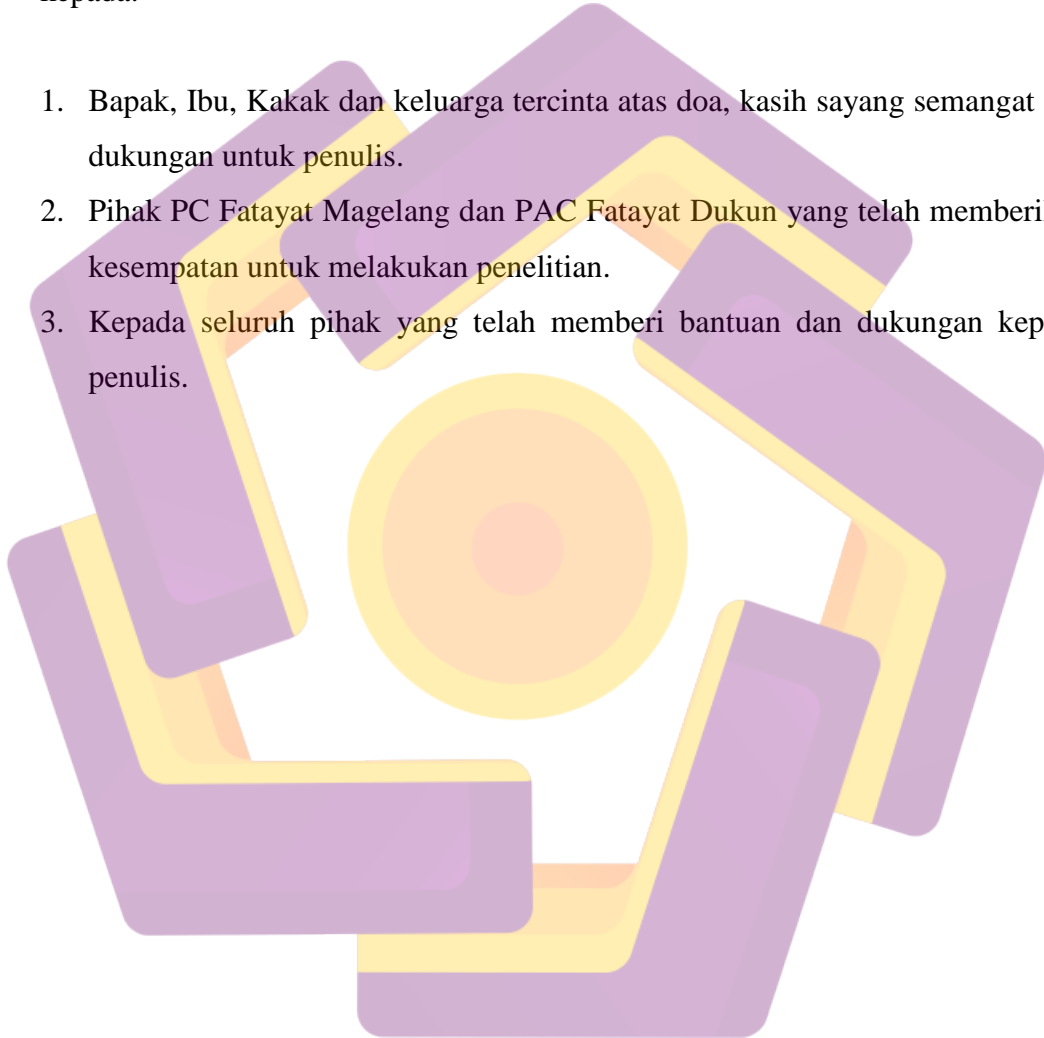 kepada:
1. Bapak, Ibu, Kakak dan keluarga tercinta atas doa, kasih sayang semangat
dukungan untuk penulis.
2. Pihak PC Fatayat Magelang dan PAC Fatayat Dukun yang telah memberi
kesempatan untuk melakukan penelitian.
3. Kepada seluruh pihak yang telah memberi bantuan dan dukungan kep
penulis.